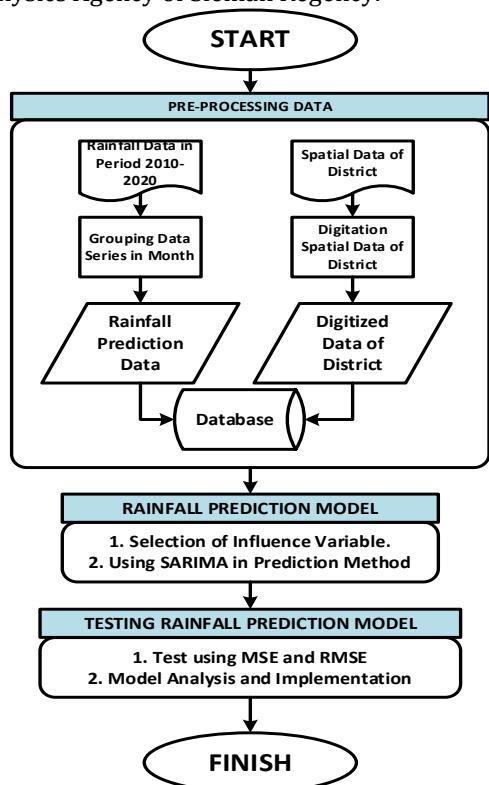 START
PRE-PROCESSING DATA
Rainfall Data in
Period 2010-
2020
Grouping Data
Series in Month
Rainfall
Prediction
Data
Spatial Data of
District
Digitation
Spatial Data of
District
Digitized
Data of
District
Database
RAINFALL PREDICTION MODEL
1. Selection of Influence Variable.
2. Using SARIMA in Prediction Method
TESTING RAINFALL PREDICTION MODEL
1. Test using MSE and RMSE
2. Model Analysis and Implementation
FINISH